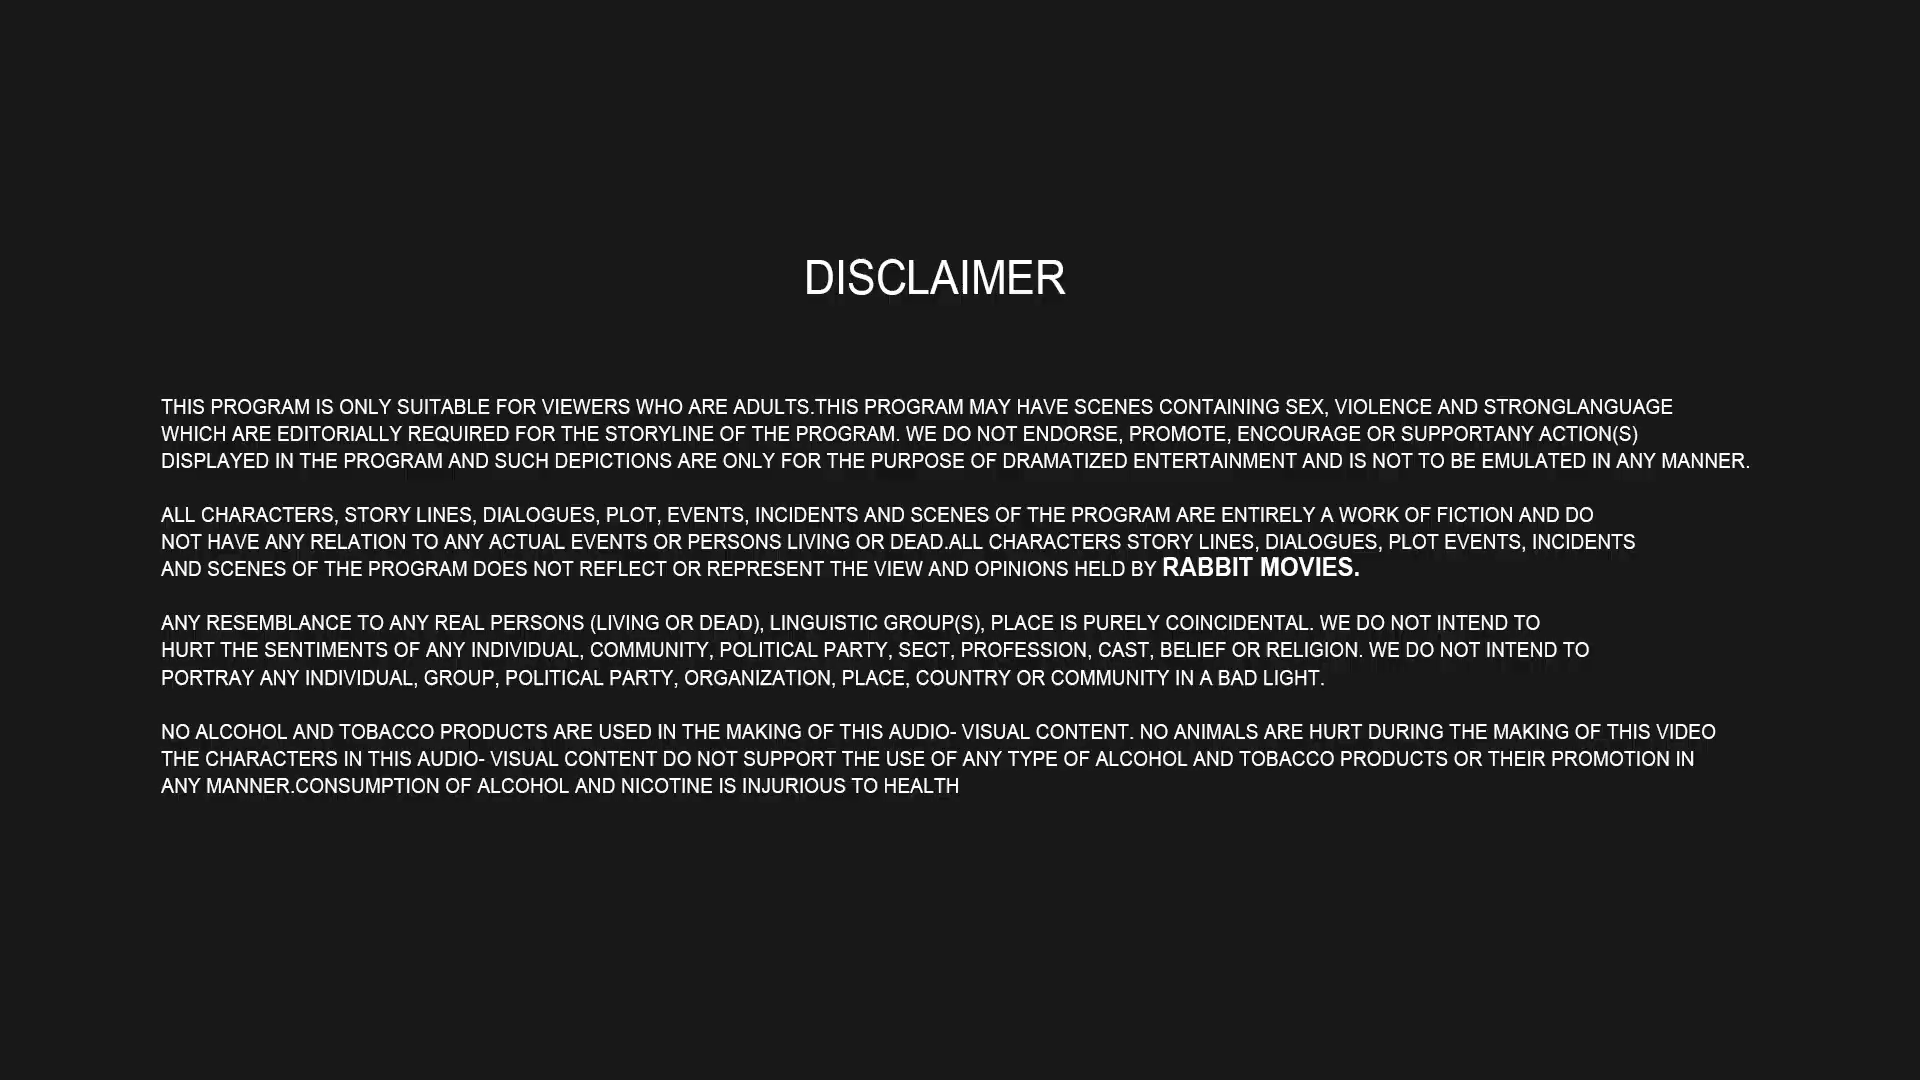 DISCLAIMER
THIS PROGRAM IS ONLY SUITABLE FOR VIEWERS WHO ARE ADULTS.THIS PROGRAM MAY HAVE SCENES CONTAINING SEX, VIOLENCE AND STRONGLANGUAGE
WHICH ARE EDITORIALLY REQUIRED FOR THE STORYLINE OF THE PROGRAM. WE DO NOT ENDORSE, PROMOTE, ENCOURAGE OR SUPPORTANY ACTION(S)
DISPLAYED IN THE PROGRAM AND SUCH DEPICTIONS ARE ONLY FOR THE PURPOSE OF DRAMATIZED ENTERTAINMENT AND IS NOT TO BE EMULATED IN ANY MANNER.
ALL CHARACTERS, STORY LINES, DIALOGUES, PLOT, EVENTS, INCIDENTS AND SCENES OF THE PROGRAM ARE ENTIRELY A WORK OF FICTION AND DO
NOT HAVE ANY RELATION TO ANY ACTUAL EVENTS OR PERSONS LIVING OR DEAD.ALL CHARACTERS STORY LINES, DIALOGUES, PLOT EVENTS, INCIDENTS
AND SCENES OF THE PROGRAM DOES NOT REFLECT OR REPRESENT THE VIEW AND OPINIONS HELD BY RABBIT MOVIES.
ANY RESEMBLANCE TO ANY REAL PERSONS (LIVING OR DEAD), LINGUISTIC GROUP(S), PLACE IS PURELY COINCIDENTAL. WE DO NOT INTEND TO
HURT THE SENTIMENTS OF ANY INDIVIDUAL, COMMUNITY, POLITICAL PARTY, SECT, PROFESSION, CAST, BELIEF OR RELIGION. WE DO NOT INTEND TO
PORTRAY ANY INDIVIDUAL, GROUP, POLITICAL PARTY, ORGANIZATION, PLACE, COUNTRY OR COMMUNITY IN A BAD LIGHT.
NO ALCOHOL AND TOBACCO PRODUCTS ARE USED IN THE MAKING OF THIS AUDIO- VISUAL CONTENT. NO ANIMALS ARE HURT DURING THE MAKING OF THIS VIDEO
THE CHARACTERS IN THIS AUDIO- VISUAL CONTENT DO NOT SUPPORT THE USE OF ANY TYPE OF ALCOHOL AND TOBACCO PRODUCTS OR THEIR PROMOTION IN
ANY MANNER.CONSUMPTION OF ALCOHOL AND NICOTINE IS INJURIOUS TO HEALTH